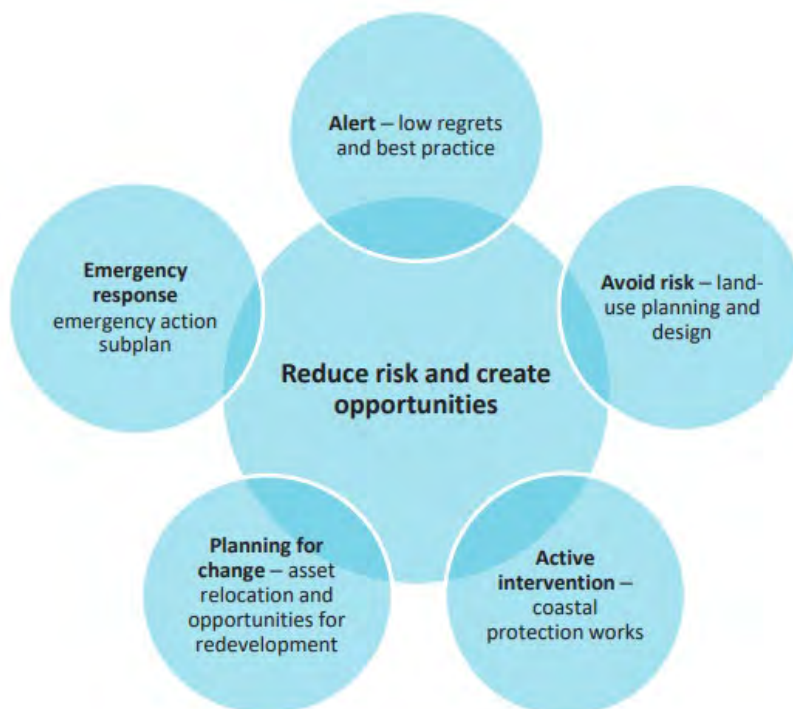 Alert – low regrets
and best practice
Avoid risk – land-
use planning and
design
Active
intervention –
coastal
protection works
Planning for
change – asset
relocation and
opportunities for
redevelopment
Emergency
response
emergency action
subplan
Reduce risk and create
opportunities